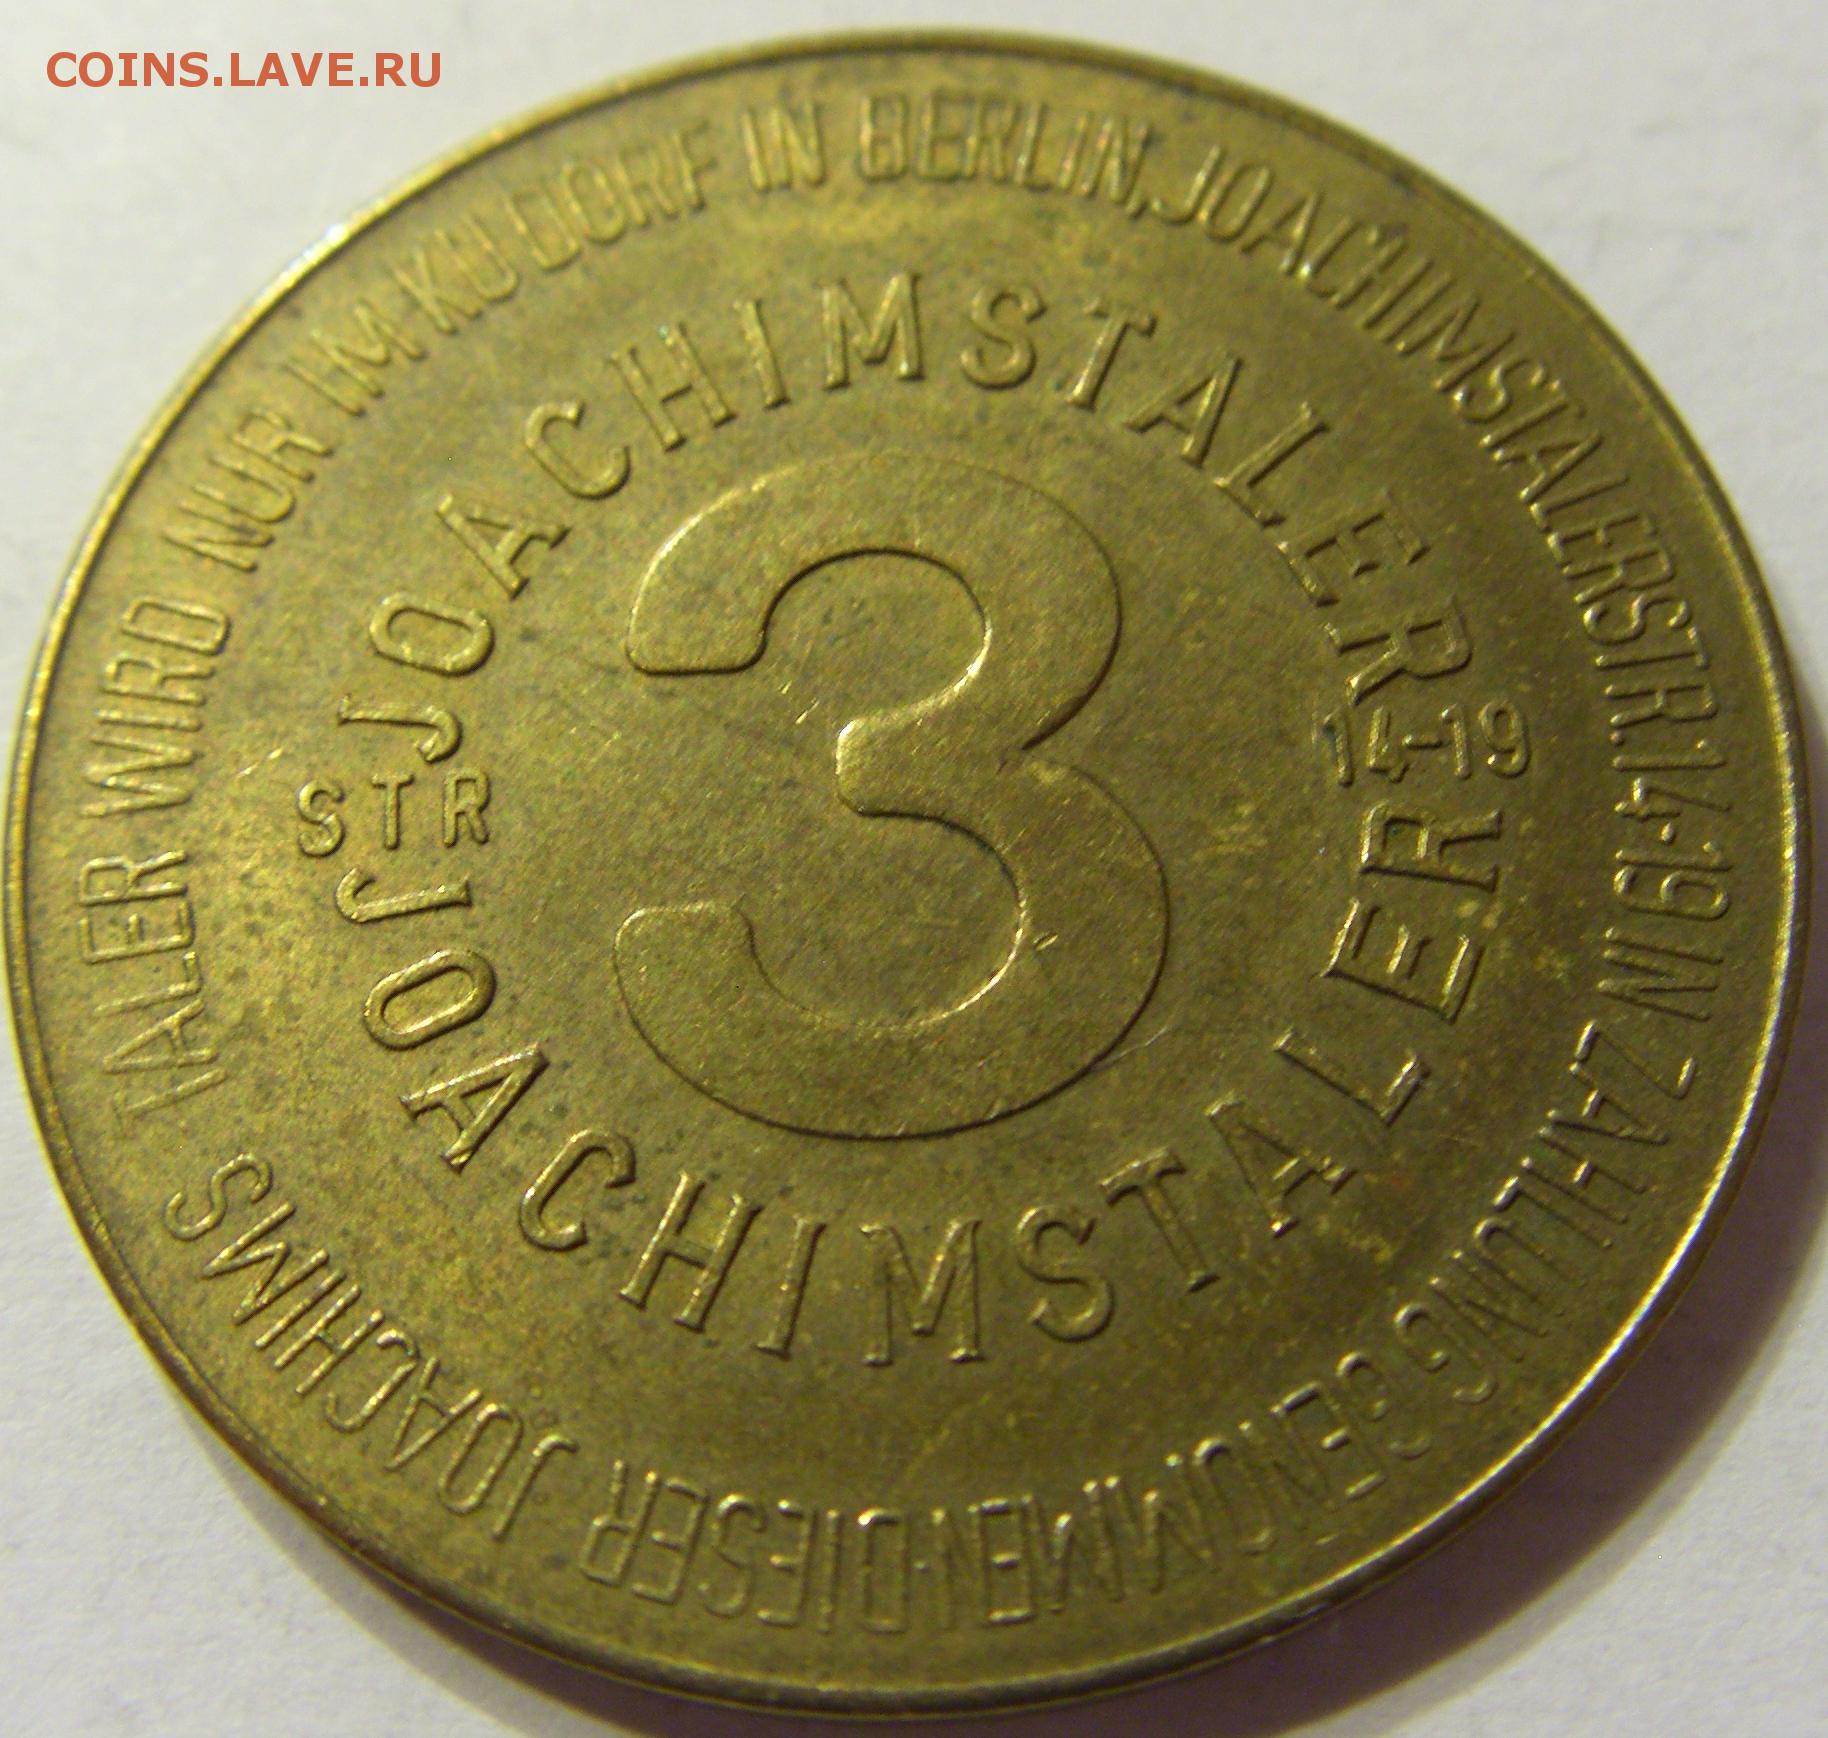 COINS.LAVE.RU
DIESER JOACHIMS TALER WIRD NUR IM KU DORF IN BERLIN, JOACHIMSTALERSTR. 14-19 IN ZAHLUNG GENOMMEN·
JOACHIMSTALER
STR 3 14-19
JOACHIMSTALER